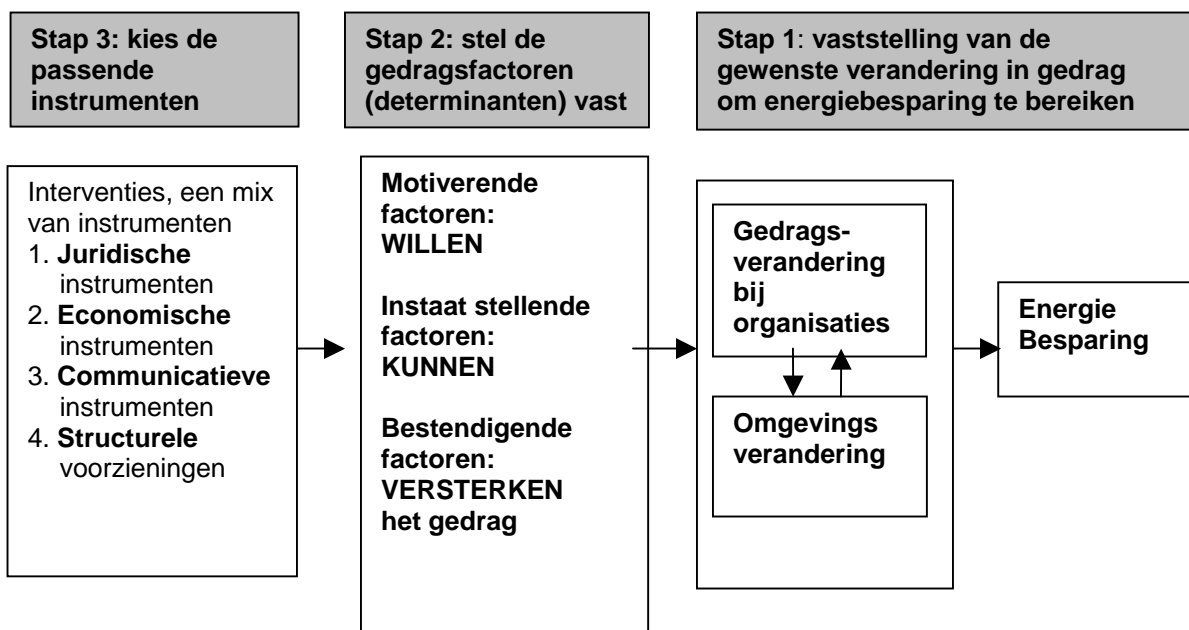 Stap 3: kies de
passende
instrumenten
Stap 2: stel de
gedragsfactoren
(determinanten) vast
Stap 1: vaststelling van de
gewenste verandering in gedrag
om energiebesparing te bereiken
Interventies, een mix
van instrumenten
1. Juridische
instrumenten
2. Economische
instrumenten
3. Communicatieve
instrumenten
4. Structurele
voorzieningen
Motiverende
factoren:
WILLEN
Instaat stellende
factoren:
KUNNEN
Bestendigende
factoren:
VERSTERKEN
het gedrag
Gedrags-
verandering
bij
organisaties
Omgevings
verandering
Energie
Besparing